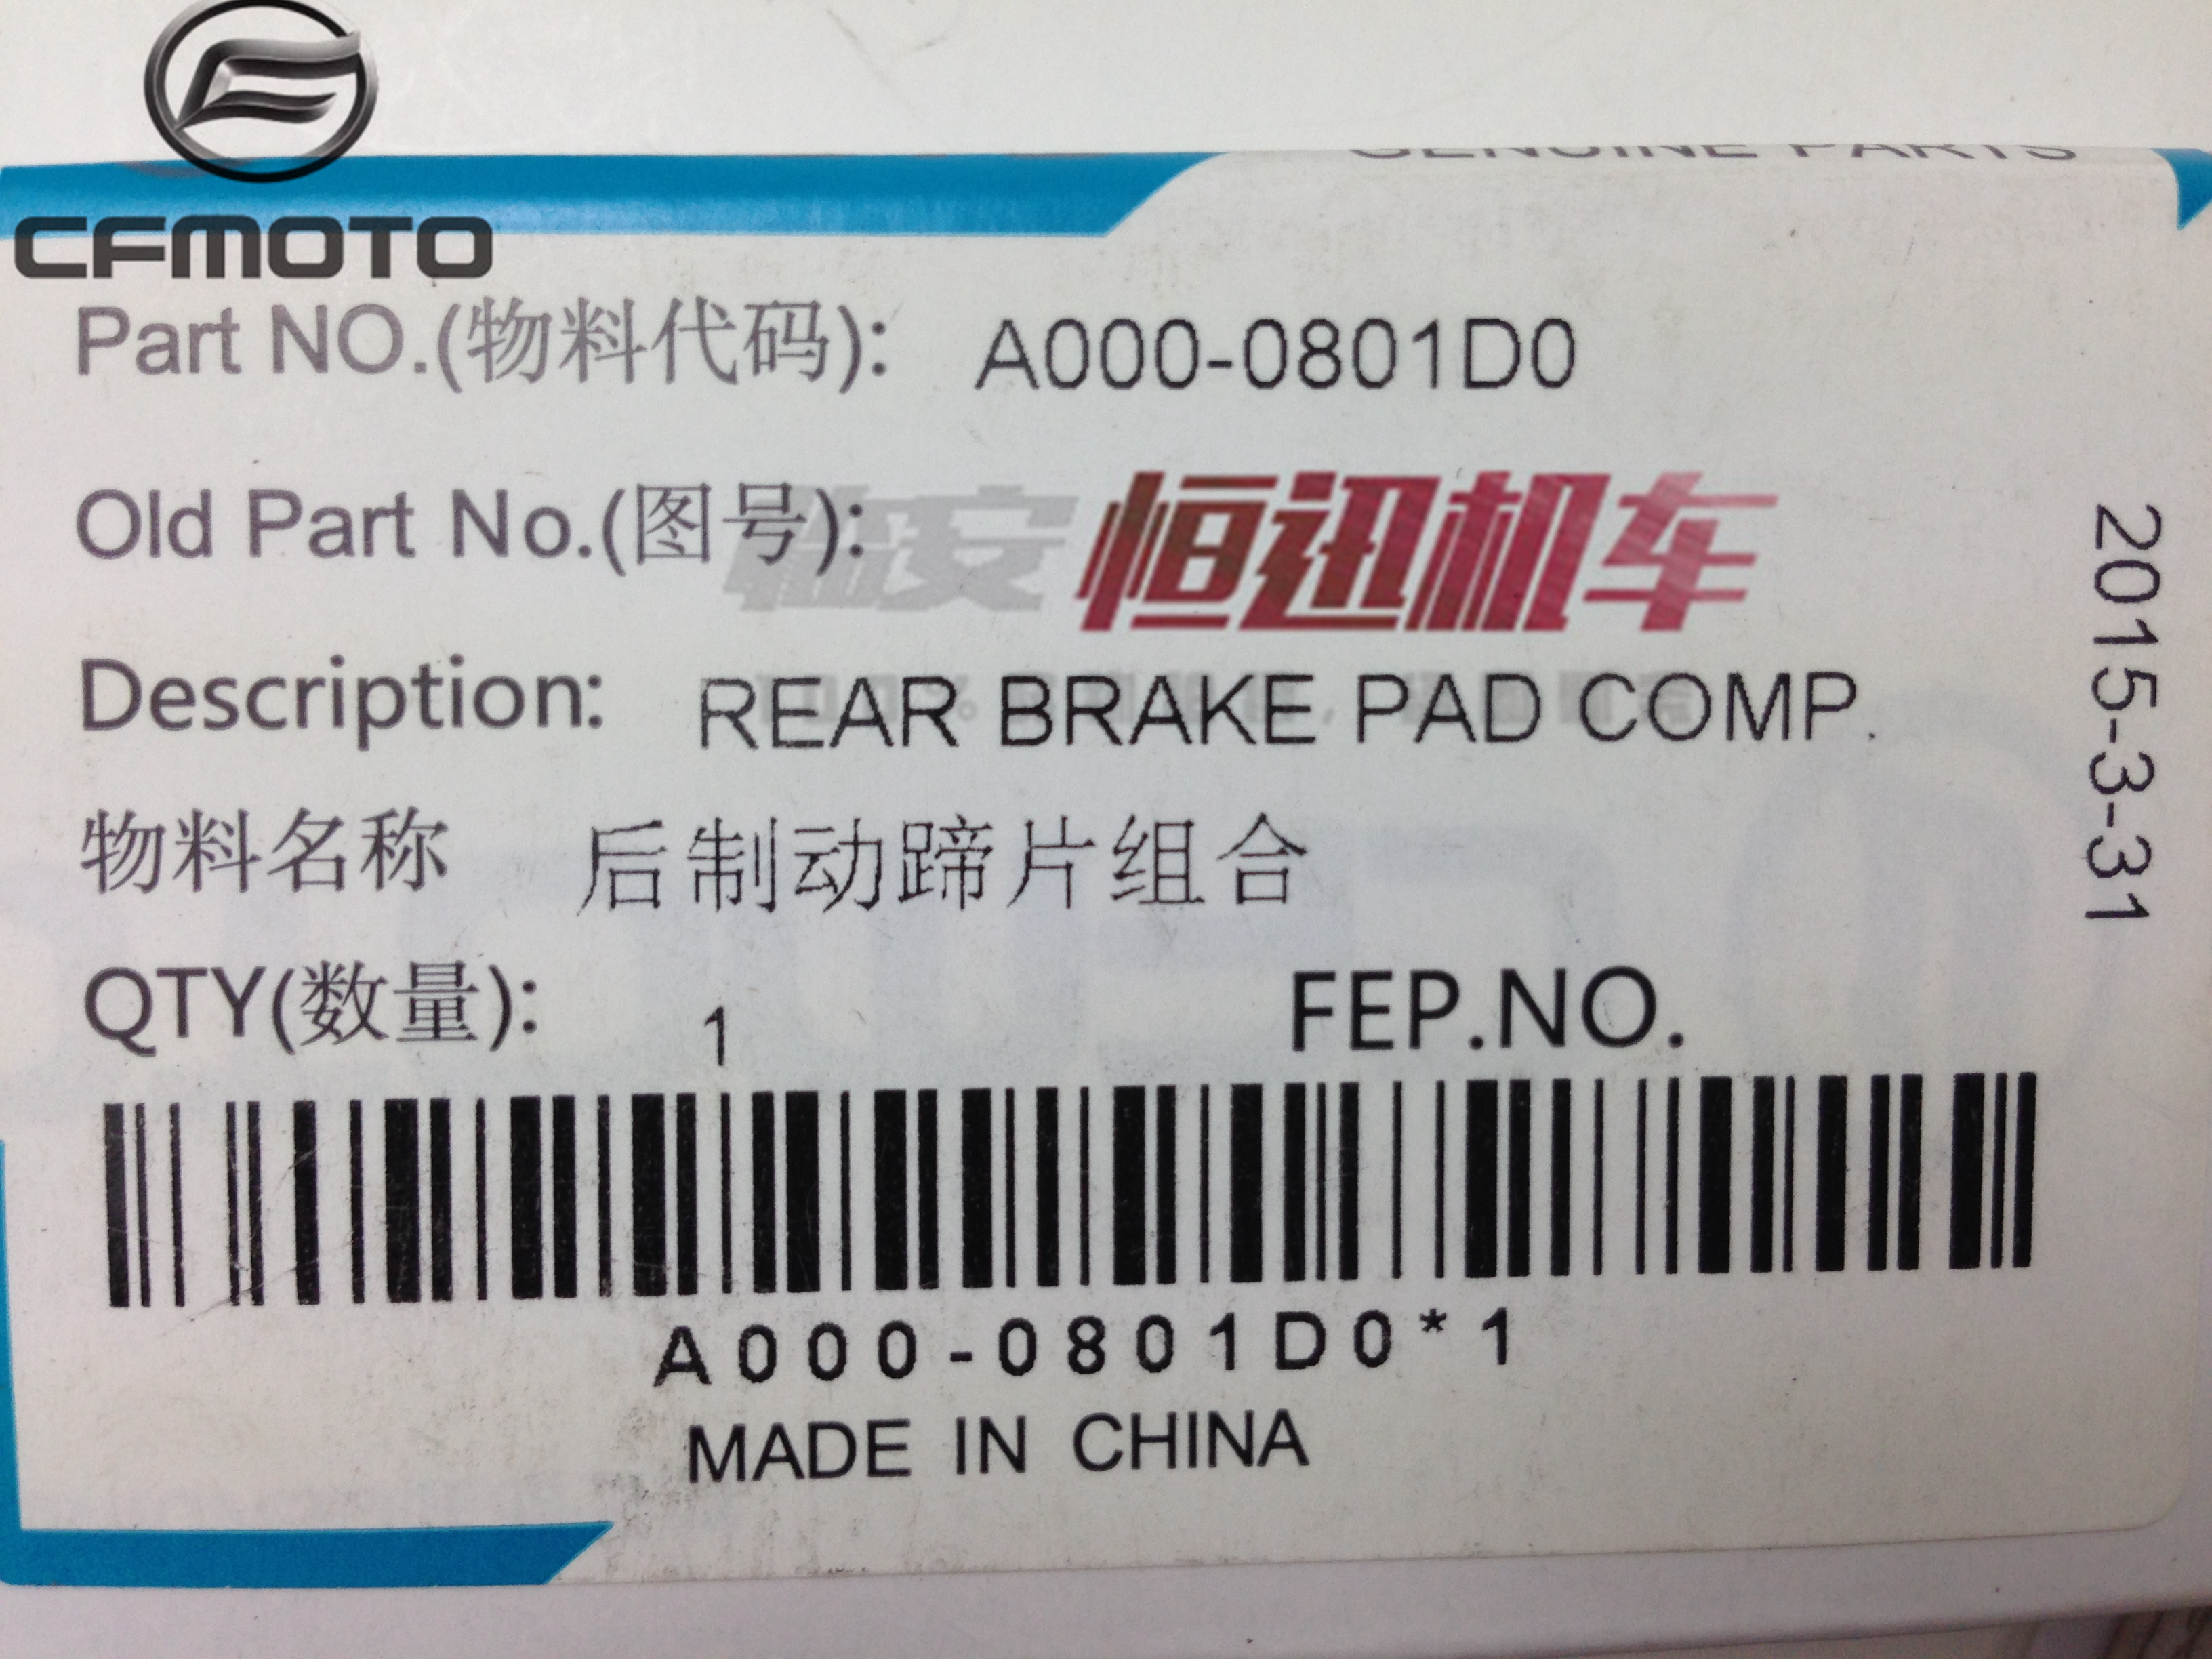 GENUINE PARTS
CFMOTO
Part NO.(物料代码): A000-0801D0
Old Part No.(图号):
临安 恒迅机车
Description: REAR BRAKE PAD COMP.
物料名称 后制动蹄片组合
QTY(数量): 1 FEP.NO.
2015-3-31
A000-0801D0*1
MADE IN CHINA